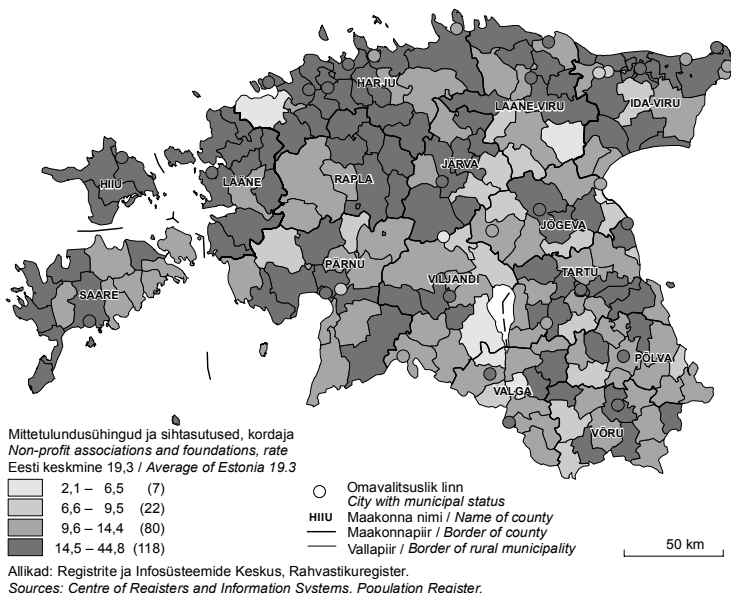 HARJU
LÄÄNE-VIRU
IDA-VIRU
HIIU
LÄÄNE
RAPLA
JÄRVA
JÕGEVA
SAARE
PÄRNU
VILJANDI
TARTU
PÕLVA
VALGA
VÕRU
Mittetulundusühingud ja sihtasutused, kordaja
Non-profit associations and foundations, rate
Eesti keskmine 19,3 / Average of Estonia 19.3
2,1 – 6,5 (7)
6,6 – 9,5 (22)
9,6 – 14,4 (80)
14,5 – 44,8 (118)
Omavalitsuslik linn
City with municipal status
HIIU Maakonna nimi / Name of county
Maakonnapiir / Border of county
Vallapiir / Border of rural municipality
50 km
Allikad: Registrite ja Infosüsteemide Keskus, Rahvastikuregister.
Sources: Centre of Registers and Information Systems, Population Register.